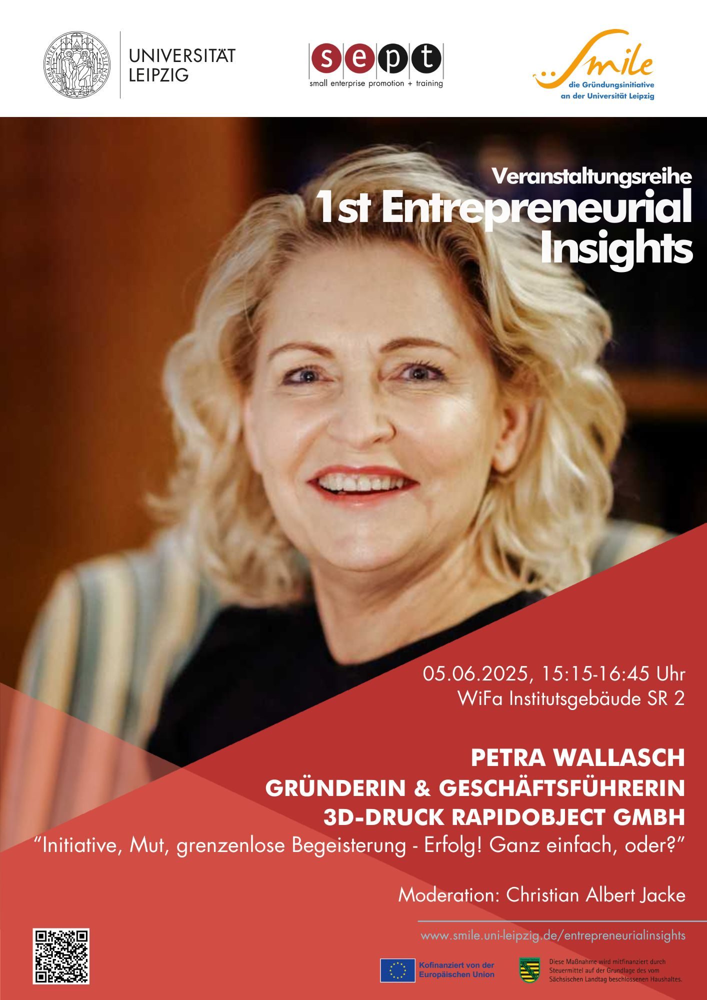 ALMA MATER
LIPSIENSIS
1409
UNIVERSITÄT
LEIPZIG
sept
small enterprise promotion + training
Smile
die Gründungsinitiative
an der Universität Leipzig
Veranstaltungsreihe
1st Entrepreneurial
Insights
05.06.2025, 15:15-16:45 Uhr
WiFa Institutsgebäude SR 2
PETRA WALLASCH
GRÜNDERIN & GESCHÄFTSFÜHRERIN
3D-DRUCK RAPIDOBJECT GMBH
“Initiative, Mut, grenzenlose Begeisterung - Erfolg! Ganz einfach, oder?”
Moderation: Christian Albert Jacke
www.smile.uni-leipzig.de/entrepreneurialinsights
Kofinanziert von der
Europäischen Union
Freistaat Sachsen
Diese Maßnahme wird mitfinanziert durch
Steuermittel auf der Grundlage des vom
Sächsischen Landtag beschlossenen Haushaltes.